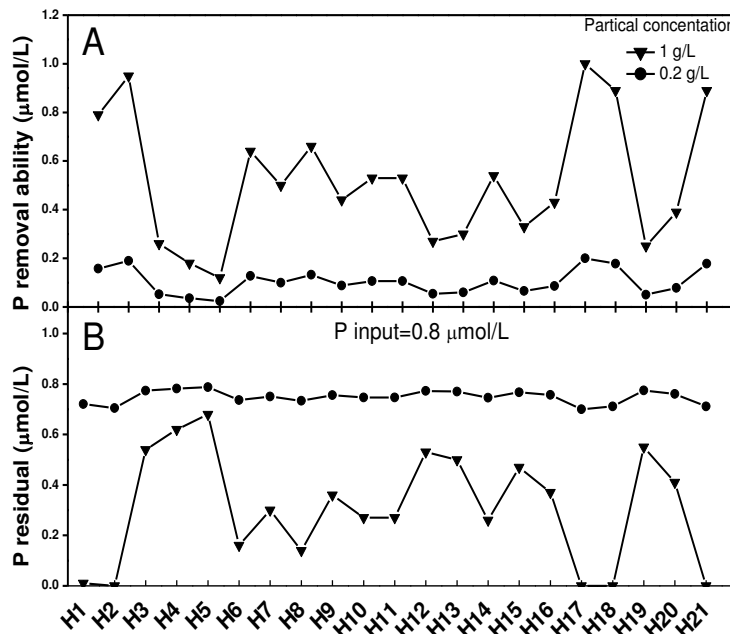 A
Partical concentation
1 g/L
0.2 g/L
P removal ability (μmol/L)
1.2
1.0
0.8
0.6
0.4
0.2
0.0
B
P input=0.8 μmol/L
P residual (μmol/L)
1.0
0.8
0.6
0.4
0.2
0.0
H1 H2 H3 H4 H5 H6 H7 H8 H9 H10 H11 H12 H13 H14 H15 H16 H17 H18 H19 H20 H21